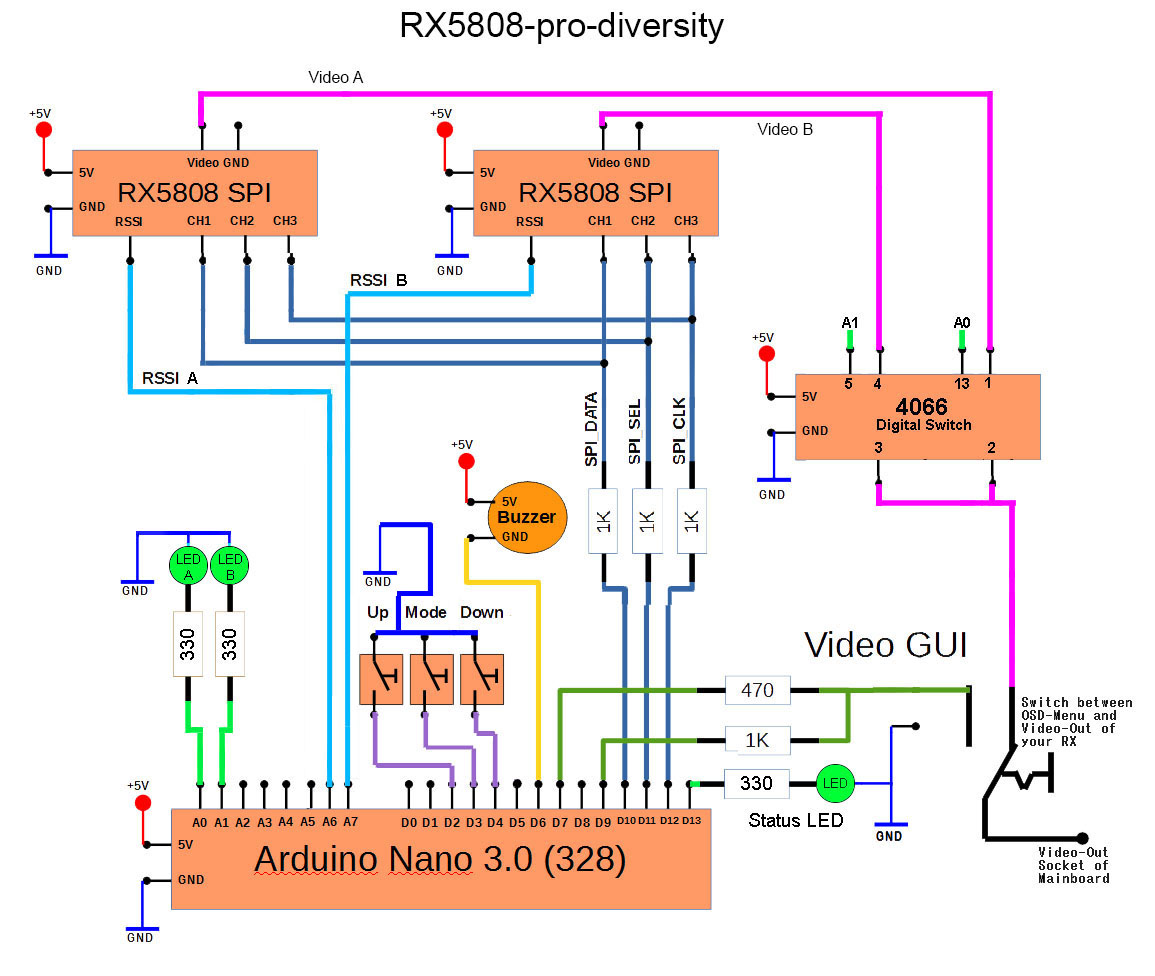 RX5808-pro-diversity
Video A
Video B
+5V
5V
GND
GND
Video GND
RX5808 SPI
RSSI CH1 CH2 CH3
+5V
5V
GND
GND
Video GND
RX5808 SPI
RSSI CH1 CH2 CH3
RSSI B
RSSI A
A1
A0
+5V
5V
GND
GND
5 4 13 1
4066
Digital Switch
3 2
SPI_DATA
SPI_SEL
SPI_CLK
1K
1K
1K
+5V
5V
Buzzer
GND
GND
LED A
LED B
330
330
GND
Up Mode Down
Video GUI
470
1K
330
LED
Status LED
GND
Switch between
OSD-Menu and
Video-Out of
your RX
Video-Out
Socket of
Mainboard
+5V
5V
GND
GND
A0 A1 A2 A3 A4 A5 A6 A7 D0 D1 D2 D3 D4 D5 D6 D7 D8 D9 D10 D11 D12 D13
Arduino Nano 3.0 (328)